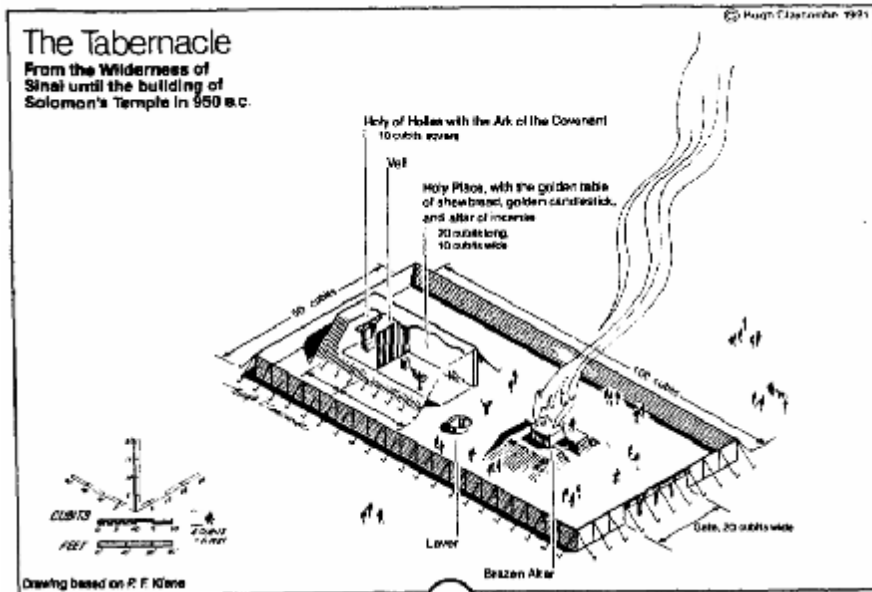 © Hugh Claycombe 1991
The Tabernacle
From the Wilderness of
Sinai until the building of
Solomon's Temple in 950 B.C.
Holy of Holies with the Ark of the Covenant
10 cubits square
Veil
Holy Place, with the golden table
of showbread, golden candlestick,
and altar of incense
20 cubits long,
10 cubits wide
50 cubits
100 cubits
CUBITS
FEET
Gate, 20 cubits wide
Laver
Brazen Altar
Drawing based on P. F. Kiene